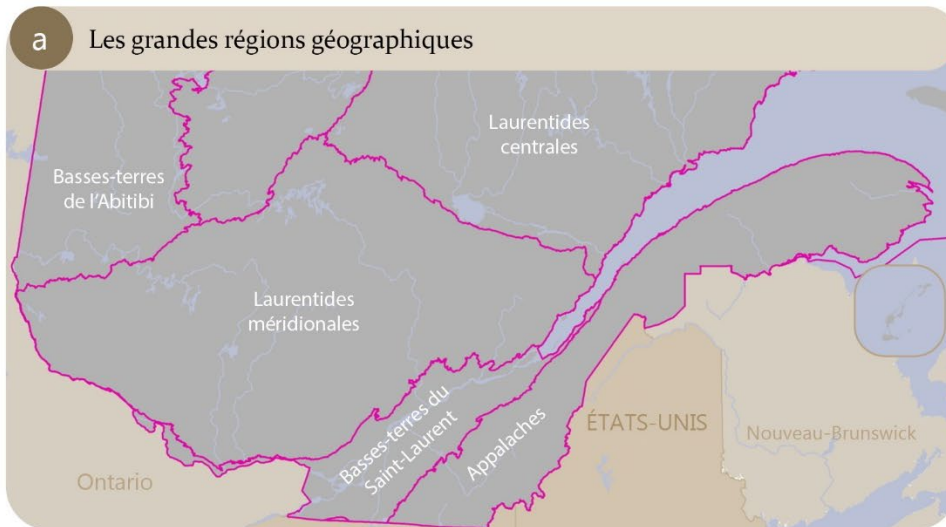 a
Les grandes régions géographiques
Laurentides
centrales
Basses-terres
de l'Abitibi
Laurentides
méridionales
Basses-terres du
Saint-Laurent
Appalaches
ÉTATS-UNIS
Nouveau-Brunswick
Ontario